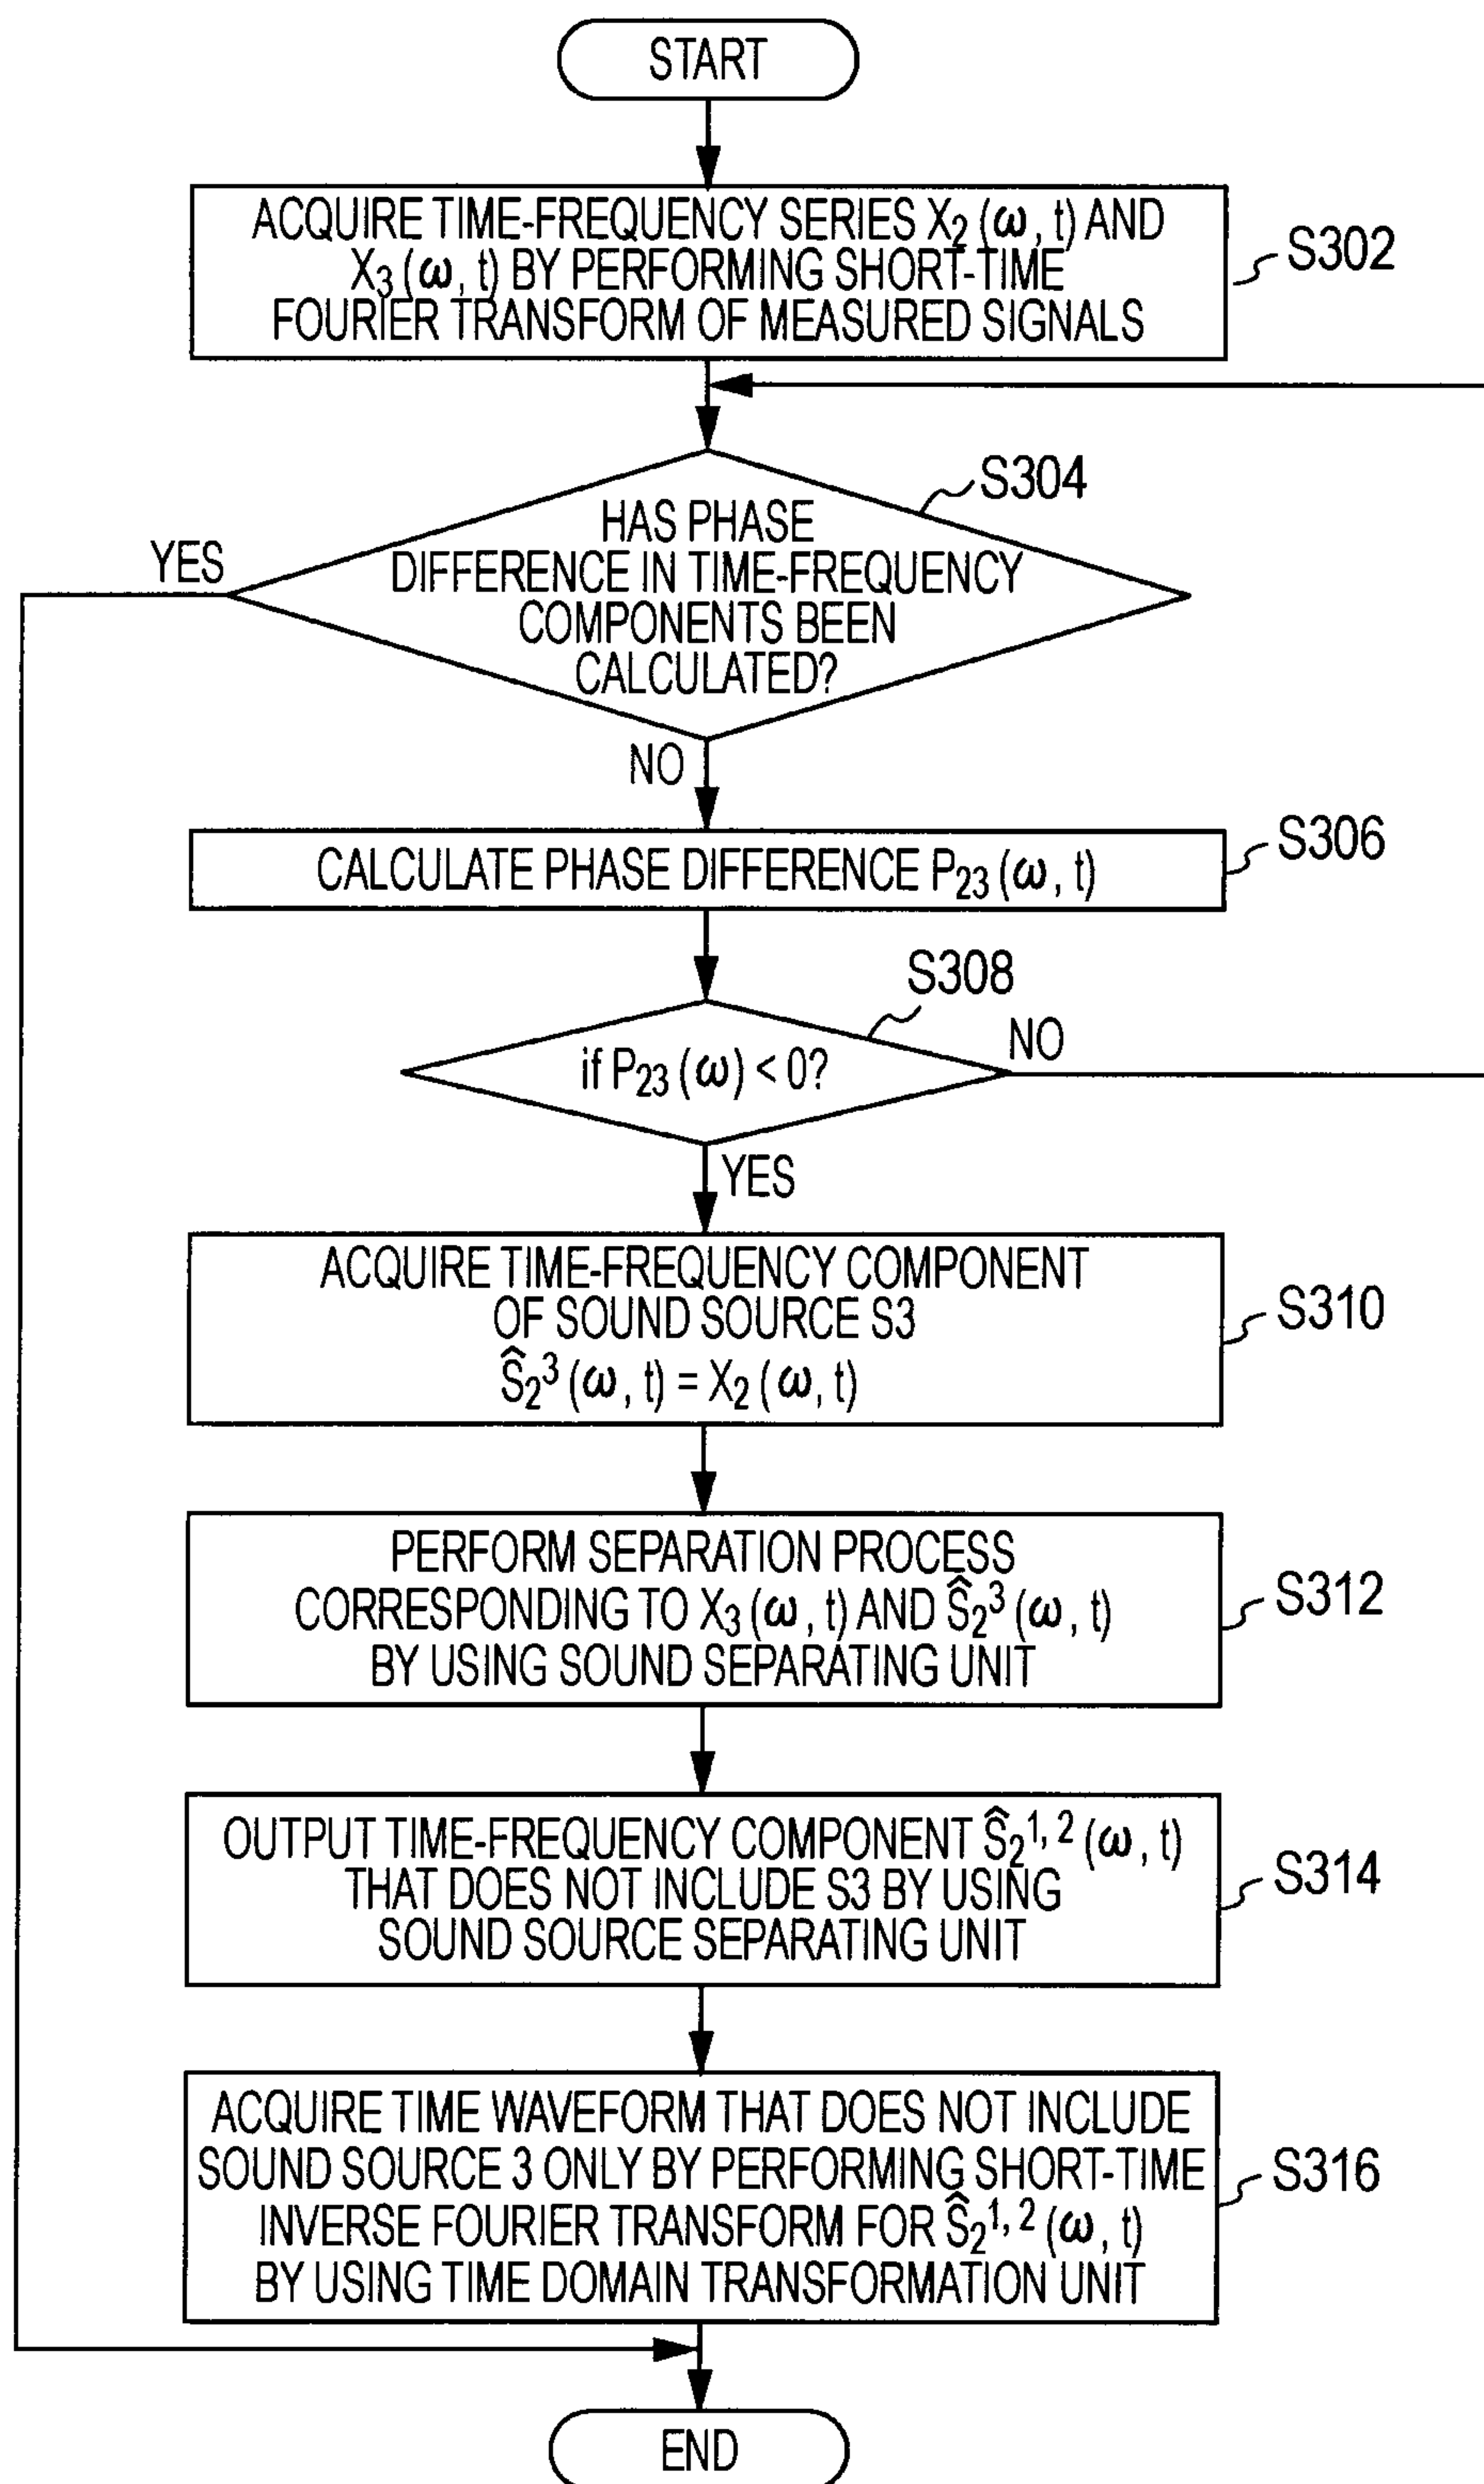 START
ACQUIRE TIME-FREQUENCY SERIES X₂ (ω, t) AND
X₃ (ω, t) BY PERFORMING SHORT-TIME
FOURIER TRANSFORM OF MEASURED SIGNALS
S302
S304
HAS PHASE
DIFFERENCE IN TIME-FREQUENCY
COMPONENTS BEEN
CALCULATED?
YES
NO
CALCULATE PHASE DIFFERENCE P₂₃ (ω, t)
S306
S308
if P₂₃ (ω) < 0?
NO
YES
ACQUIRE TIME-FREQUENCY COMPONENT
OF SOUND SOURCE S3
Ŝ₂³ (ω, t) = X₂ (ω, t)
S310
PERFORM SEPARATION PROCESS
CORRESPONDING TO X₃ (ω, t) AND Ŝ₂³ (ω, t)
BY USING SOUND SEPARATING UNIT
S312
OUTPUT TIME-FREQUENCY COMPONENT Ŝ₂¹,² (ω, t)
THAT DOES NOT INCLUDE S3 BY USING
SOUND SOURCE SEPARATING UNIT
S314
ACQUIRE TIME WAVEFORM THAT DOES NOT INCLUDE
SOUND SOURCE 3 ONLY BY PERFORMING SHORT-TIME
INVERSE FOURIER TRANSFORM FOR Ŝ₂¹,² (ω, t)
BY USING TIME DOMAIN TRANSFORMATION UNIT
S316
END